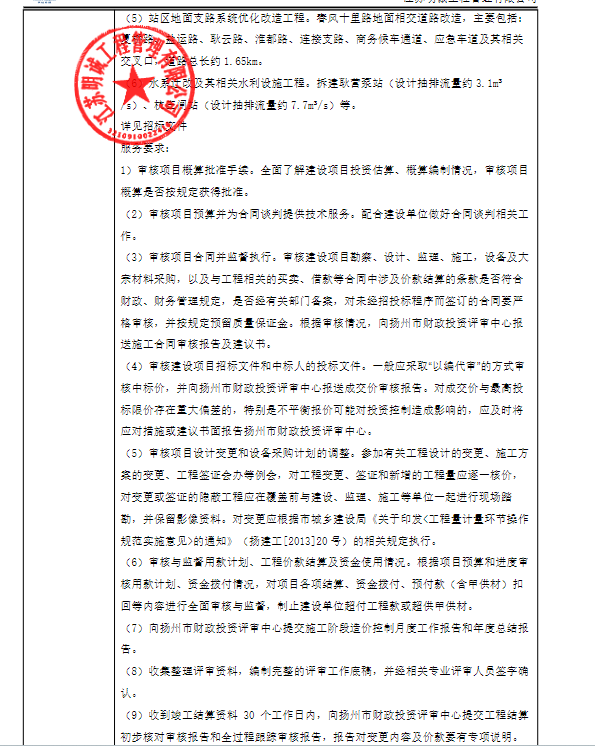 (5) 站区地面支路系统优化改造工程。春风十里路地面相交道路改造,主要包括:
路、耿云路、淮都路、连接支路、商务候车通道、应急车道及其相关
交叉口,道路总长约 1.65km。
水系迁改及其相关水利设施工程。拆建耿营泵站(设计抽排流量约 3.1m³
/s)、站(设计抽排流量约 7.7m³/s)等。
详见招标文件
服务要求:
1)审核项目概算批准手续。全面了解建设项目投资估算、概算编制情况,审核项目
概算是否按规定获得批准。
(2)审核项目预算并为合同谈判提供技术服务。配合建设单位做好合同谈判相关工
作。
(3)审核项目合同并监督执行。审核建设项目勘察、设计、监理、施工,设备及大
宗材料采购,以及与工程相关的买卖、借款等合同中涉及价款结算的条款是否符合
财政、财务管理规定,是否经有关部门备案,对未经招投标程序而签订的合同要严
格审核,并按规定预留质量保证金。根据审核情况,向扬州市财政投资评审中心报
送施工合同审核报告及建议书。
(4)审核建设项目招标文件和中标人的投标文件。一般应采取“以编代审”的方式审
核中标价,并向扬州市财政投资评审中心报送成交价审核报告。对成交价与最高投
标限价存在重大偏差的,特别是不平衡报价可能对投资控制造成影响的,应及时将
应对措施或建议书面报告扬州市财政投资评审中心。
(5)审核项目设计变更和设备采购计划的调整。参加有关工程设计的变更、施工方
案的变更、工程签证会办等例会,对工程变更、签证和新增的工程量应逐一核价,
对变更或签证的隐蔽工程应在覆盖前与建设、监理、施工等单位一起进行现场踏
勘,并保留影像资料。对变更应根据市城乡建设局《关于印发<工程量计量环节操作
规范实施意见>的通知》(扬建工[2013]20 号)的相关规定执行。
(6)审核与监督用款计划、工程价款结算及资金使用情况。根据项目预算和进度审
核用款计划、资金拨付情况,对项目各项结算、资金拨付、预付款(含甲供材)扣
回等内容进行全面审核与监督,制止建设单位超付工程款或超供甲供材。
(7)向扬州市财政投资评审中心提交施工阶段造价控制月度工作报告和年度总结报
告。
(8)收集整理评审资料,编制完整的评审工作底稿,并经相关专业评审人员签字确
认。
(9)收到竣工结算资料 30 个工作日内,向扬州市财政投资评审中心提交工程结算
初步核对审核报告和全过程跟踪审核报告,报告对变更内容及价款要有专项说明。
江苏明诚工程管理有限公司